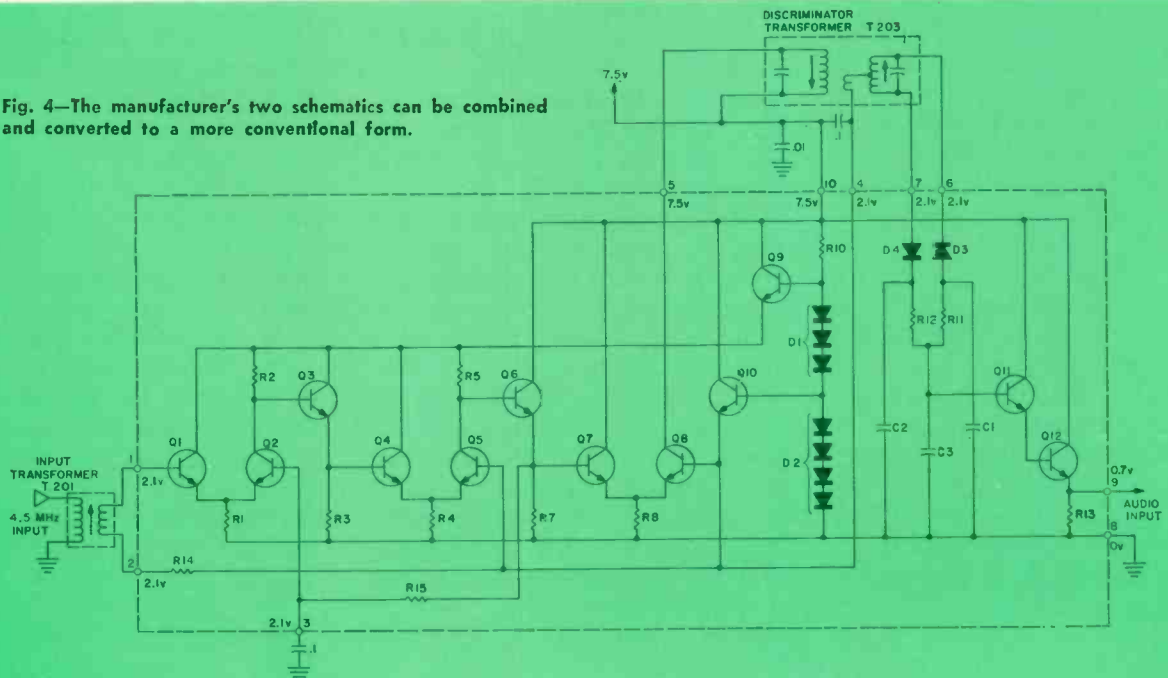 DISCRIMINATOR
TRANSFORMER T 203
7.5v
Fig. 4—The manufacturer's two schematics can be combined
and converted to a more conventional form.
.01
.1
5
10
4
7
6
7.5v
7.5v
2.1v
2.1v
2.1v
D4
D3
R10
Q9
R12
R11
D1
R2
Q3
R5
Q6
Q10
Q11
Q1
Q2
Q4
Q5
Q7
Q8
C2
C1
Q12
INPUT
TRANSFORMER
T 201
1
2.1v
D2
C3
0.7v
9
4.5 MHz
INPUT
R1
R3
R4
R7
R8
R13
AUDIO
INPUT
8
0v
2
R14
2.1v
R15
2.1v
3
.1